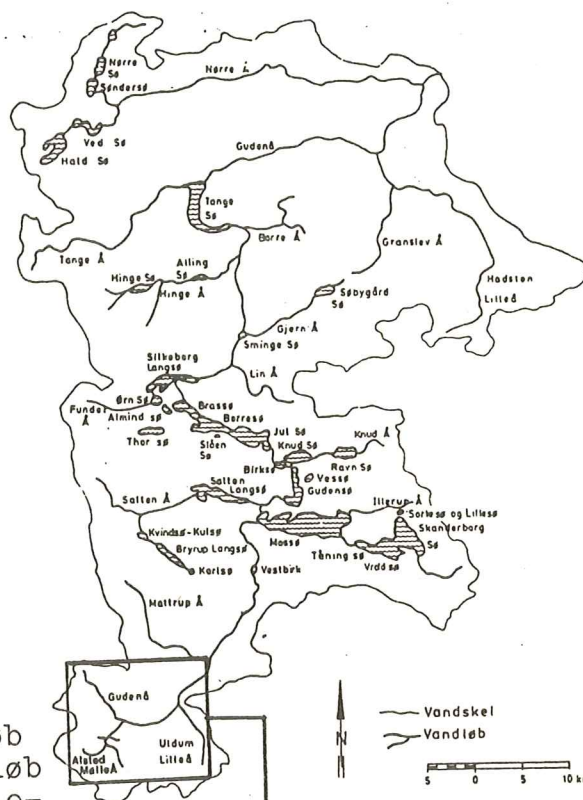 Nørre
Sø
Søndersø
Nørre Å
Ved Sø
Hald Sø
Gudenå
Tange
Sø
Borre Å
Granslev Å
Tange Å
Alling
Sø
Hinge Sø
Hinge Å
Søbygård
Sø
Hadsten
Lilleå
Gjern Å
Sminge Sø
Silkeborg
Langsø
Lin Å
Ørn Sø
Funder
Å
Almind sø
Brassø
Borresø
Thor sø
Slåen
Sø
Jul Sø
Knud Sø
Knud Å
Birksø
Ravn Sø
Vessø
Gudensø
Salten
Langsø
Salten Å
Illerup Å
Sortesø og Lillesø
Skanderborg
Sø
Kvindsø-Kulsø
Mossø
Bryrup Langsø
Tåning sø
Vrdd sø
Karlsø
Vestbirk
Mattrup Å
Gudenå
Alsted
Mølle Å
Uldum
Lilleå
N
Vandskel
Vandløb
5 0 5 10
øb
løb